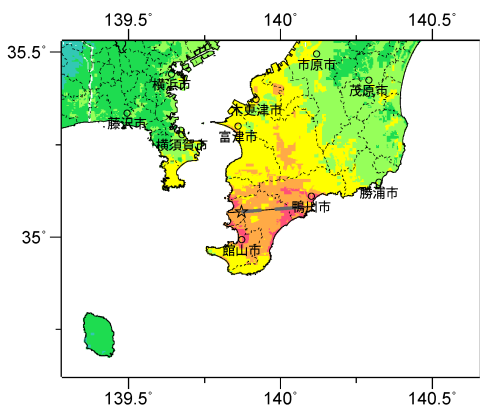 139.5° 140° 140.5°
35.5°
市原市
横浜市
茂原市
木更津市
藤沢市
富津市
横須賀市
勝浦市
鴨川市
35°
館山市
139.5° 140° 140.5°